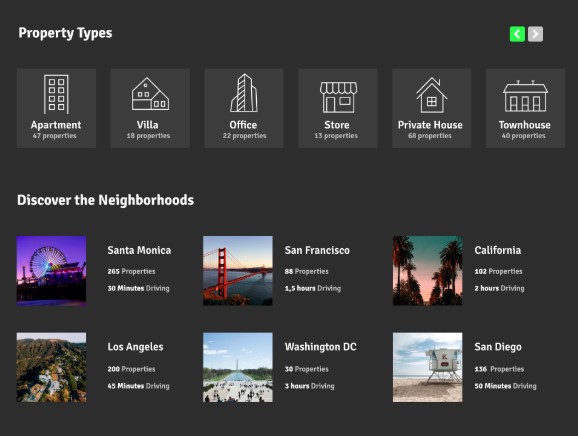 Property Types
Apartment
47 properties
Villa
18 properties
Office
22 properties
Store
13 properties
Private House
68 properties
Townhouse
40 properties
Discover the Neighborhoods
Santa Monica
265 Properties
30 Minutes Driving
San Francisco
88 Properties
1,5 hours Driving
California
102 Properties
2 hours Driving
Los Angeles
200 Properties
45 Minutes Driving
Washington DC
30 Properties
3 hours Driving
San Diego
136 Properties
50 Minutes Driving